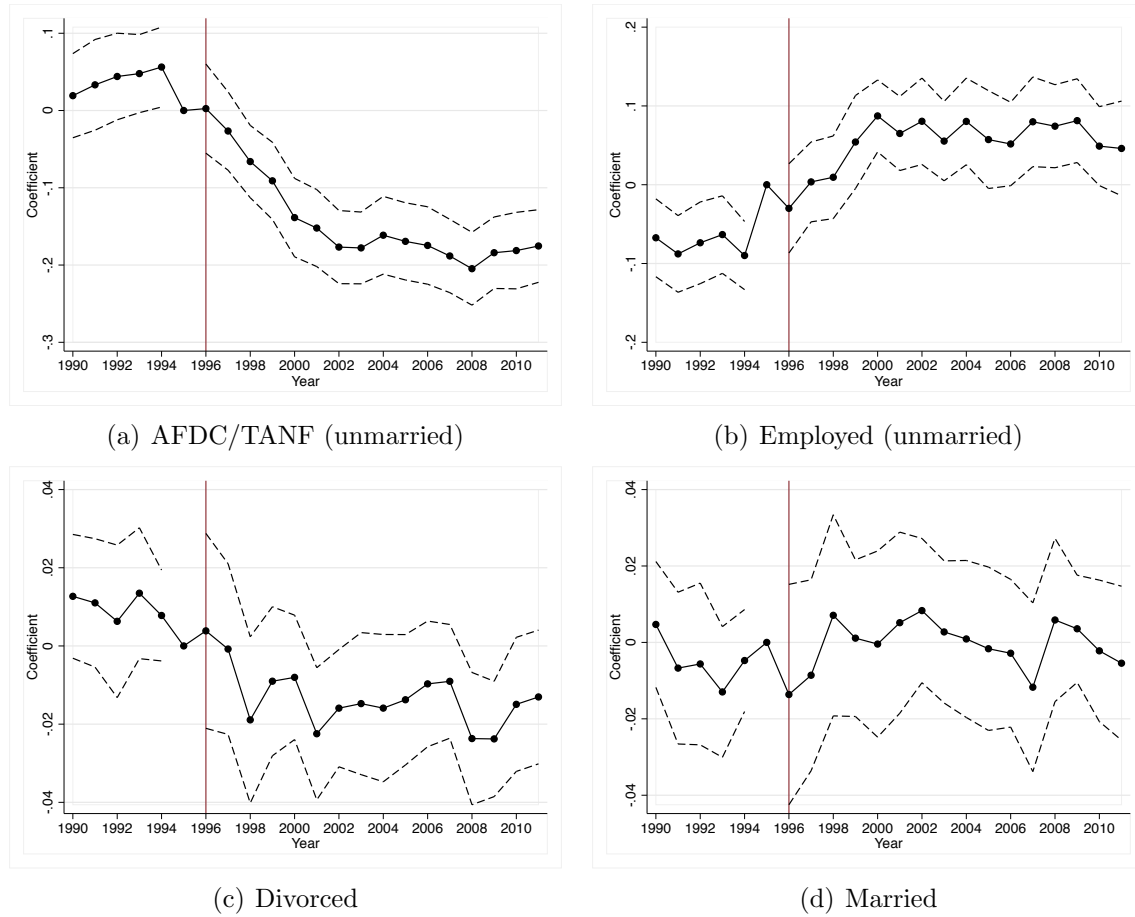 .1
0
-.1
-.2
-.3
Coefficient
1990 1992 1994 1996 1998 2000 2002 2004 2006 2008 2010
Year
(a) AFDC/TANF (unmarried)
.2
.1
0
-.1
-.2
Coefficient
1990 1992 1994 1996 1998 2000 2002 2004 2006 2008 2010
Year
(b) Employed (unmarried)
.04
.02
0
-.02
-.04
Coefficient
1990 1992 1994 1996 1998 2000 2002 2004 2006 2008 2010
Year
(c) Divorced
.04
.02
0
-.02
-.04
Coefficient
1990 1992 1994 1996 1998 2000 2002 2004 2006 2008 2010
Year
(d) Married